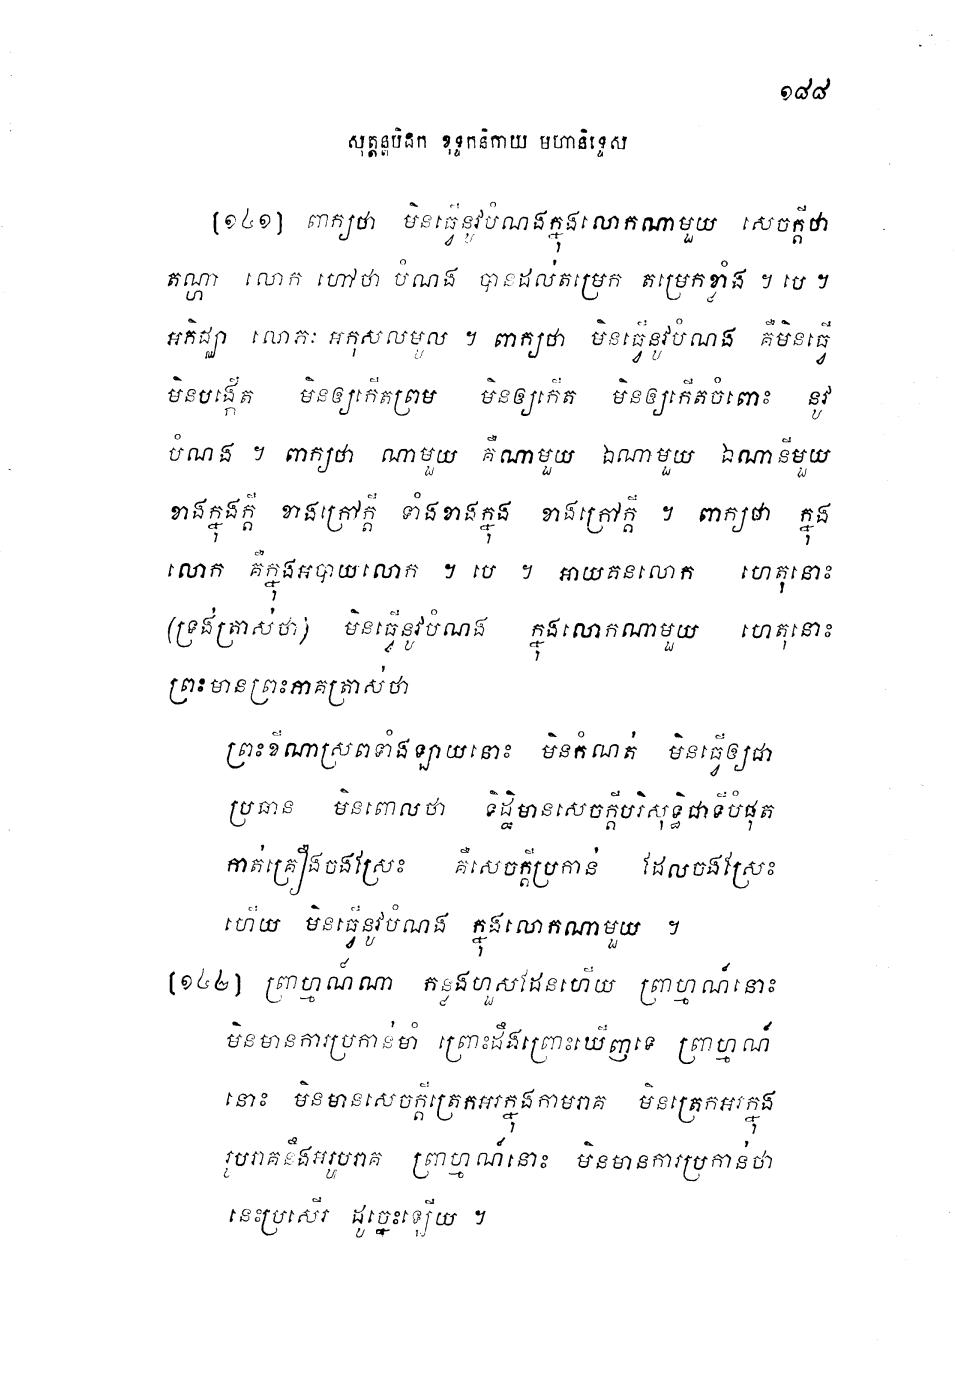 ១៨៨
សុត្តន្តបិដក ខុទ្ទកនិកាយ មហានិទ្ទេស
[១៤១] ពាក្យថា មិនធ្វើនូវបំណងក្នុងលោកណាមួយ សេចក្តីថា
តណ្ហា លោក ហៅថា បំណង បានដល់តម្រេក តម្រេកខ្លាំង ។ បេ ។
អភិជ្ឈា លោភៈ អកុសលមូល ។ ពាក្យថា មិនធ្វើនូវបំណង គឺមិនធ្វើ
មិនបង្កើត មិនឲ្យកើតព្រម មិនឲ្យកើត មិនឲ្យកើតចំពោះ នូវ
បំណង ។ ពាក្យថា ណាមួយ គឺណាមួយ ឯណាមួយ ឯណានីមួយ
ខាងក្នុងក្តី ខាងក្រៅក្តី ទាំងខាងក្នុង ខាងក្រៅក្តី ។ ពាក្យថា ក្នុង
លោក គឺក្នុងអបាយលោក ។ បេ ។ អាយតនលោក ហេតុនោះ
(ទ្រង់ត្រាស់ថា) មិនធ្វើនូវបំណង ក្នុងលោកណាមួយ ហេតុនោះ
ព្រះមានព្រះភាគត្រាស់ថា
ព្រះខីណាស្រពទាំងឡាយនោះ មិនកំណត់ មិនធ្វើឲ្យជា
ប្រធាន មិនពោលថា ទិដ្ឋិមានសេចក្តីបរិសុទ្ធិជាទីបំផុត
កាត់គ្រឿងចងស្រែះ គឺសេចក្តីប្រកាន់ ដែលចងស្រែះ
ហើយ មិនធ្វើនូវបំណង ក្នុងលោកណាមួយ ។
[១៤២] ព្រាហ្មណ៍ណា កន្លងហួសដែនហើយ ព្រាហ្មណ៍នោះ
មិនមានការប្រកាន់មាំ ព្រោះដឹងព្រោះឃើញទេ ព្រាហ្មណ៍
នោះ មិនមានសេចក្តីត្រេកអរក្នុងកាមរាគ មិនត្រេកអរក្នុង
រូបរាគនឹងអរូបរាគ ព្រាហ្មណ៍នោះ មិនមានការប្រកាន់ថា
នេះប្រសើរ ដូច្នេះឡើយ ។